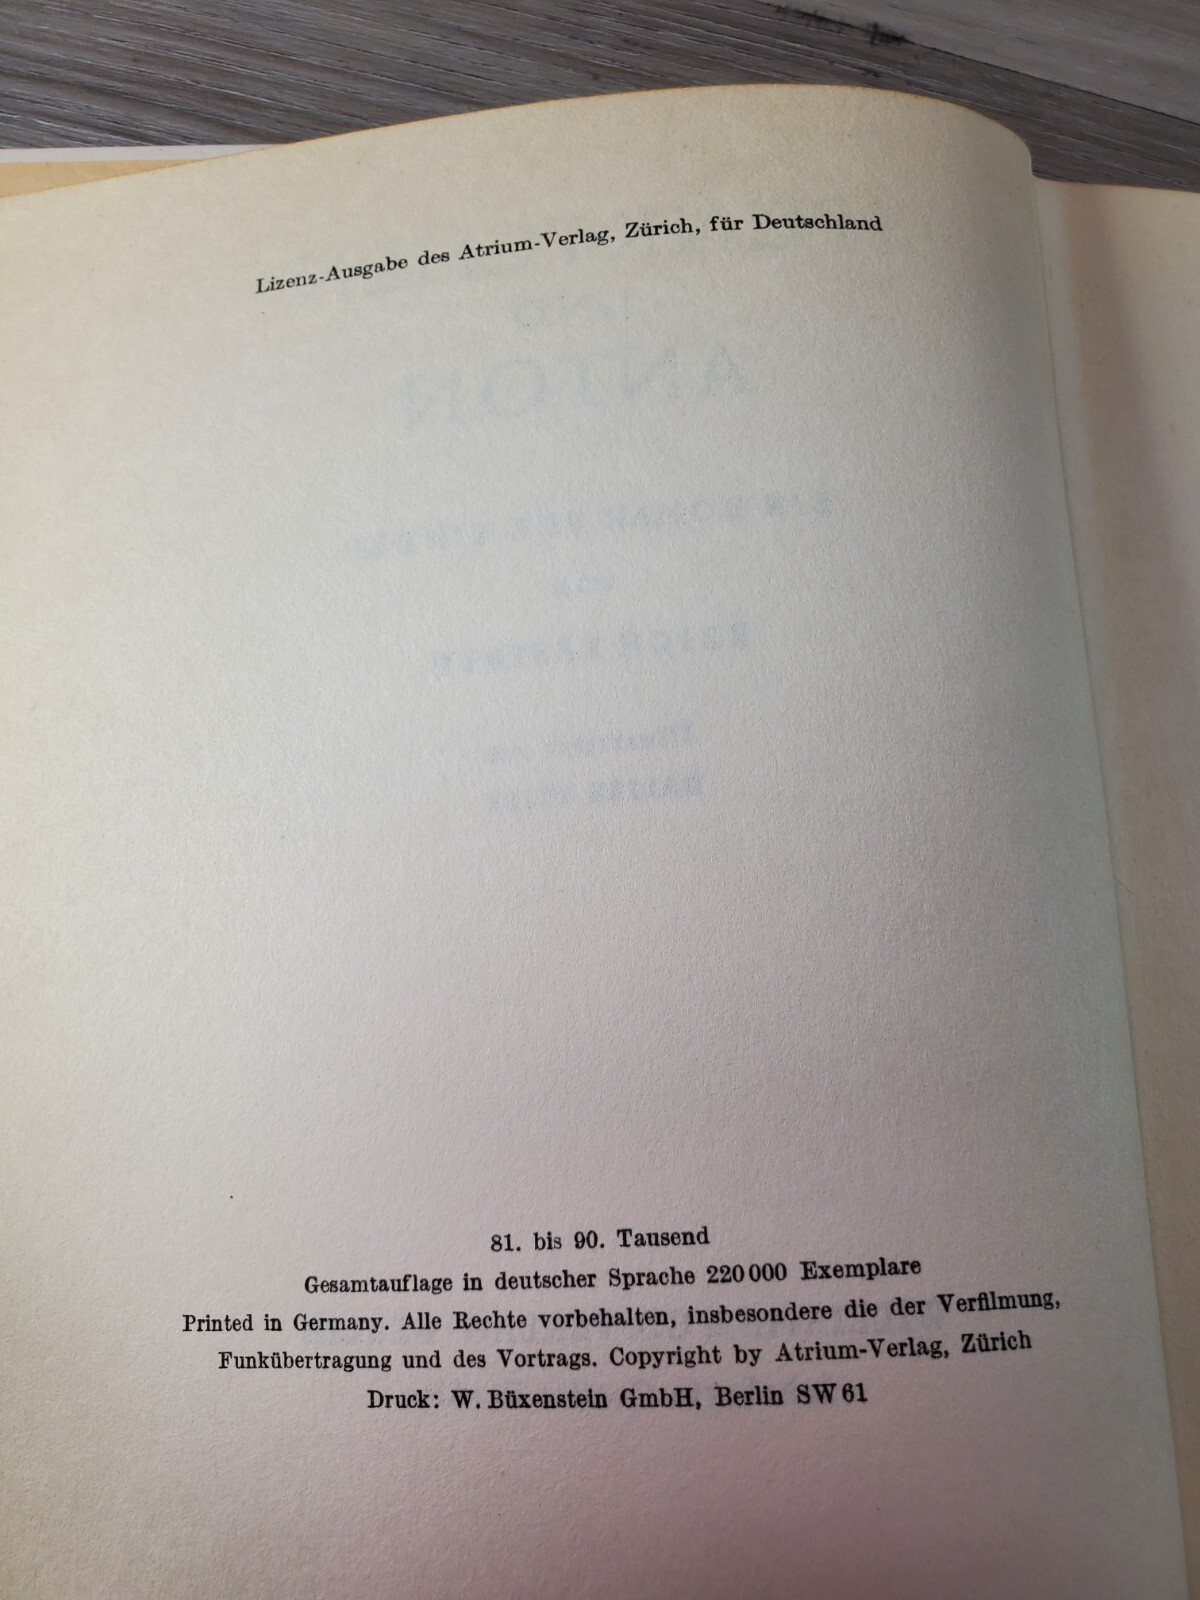 Lizenz-Ausgabe des Atrium-Verlag, Zürich, für Deutschland
81. bis 90. Tausend
Gesamtauflage in deutscher Sprache 220 000 Exemplare
Printed in Germany. Alle Rechte vorbehalten, insbesondere die der Verfilmung,
Funkübertragung und des Vortrags. Copyright by Atrium-Verlag, Zürich
Druck: W. Büxenstein GmbH, Berlin SW 61